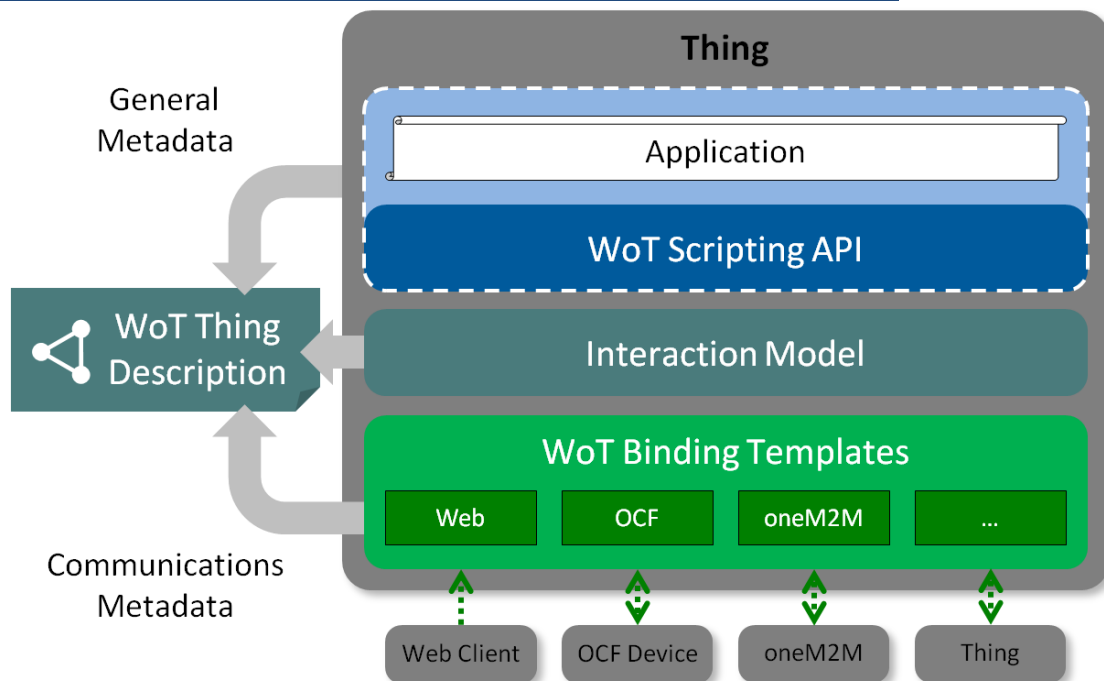 Thing
General
Metadata
Application
WoT Scripting API
WoT Thing
Description
Interaction Model
WoT Binding Templates
Web
OCF
oneM2M
...
Communications
Metadata
Web Client
OCF Device
oneM2M
Thing